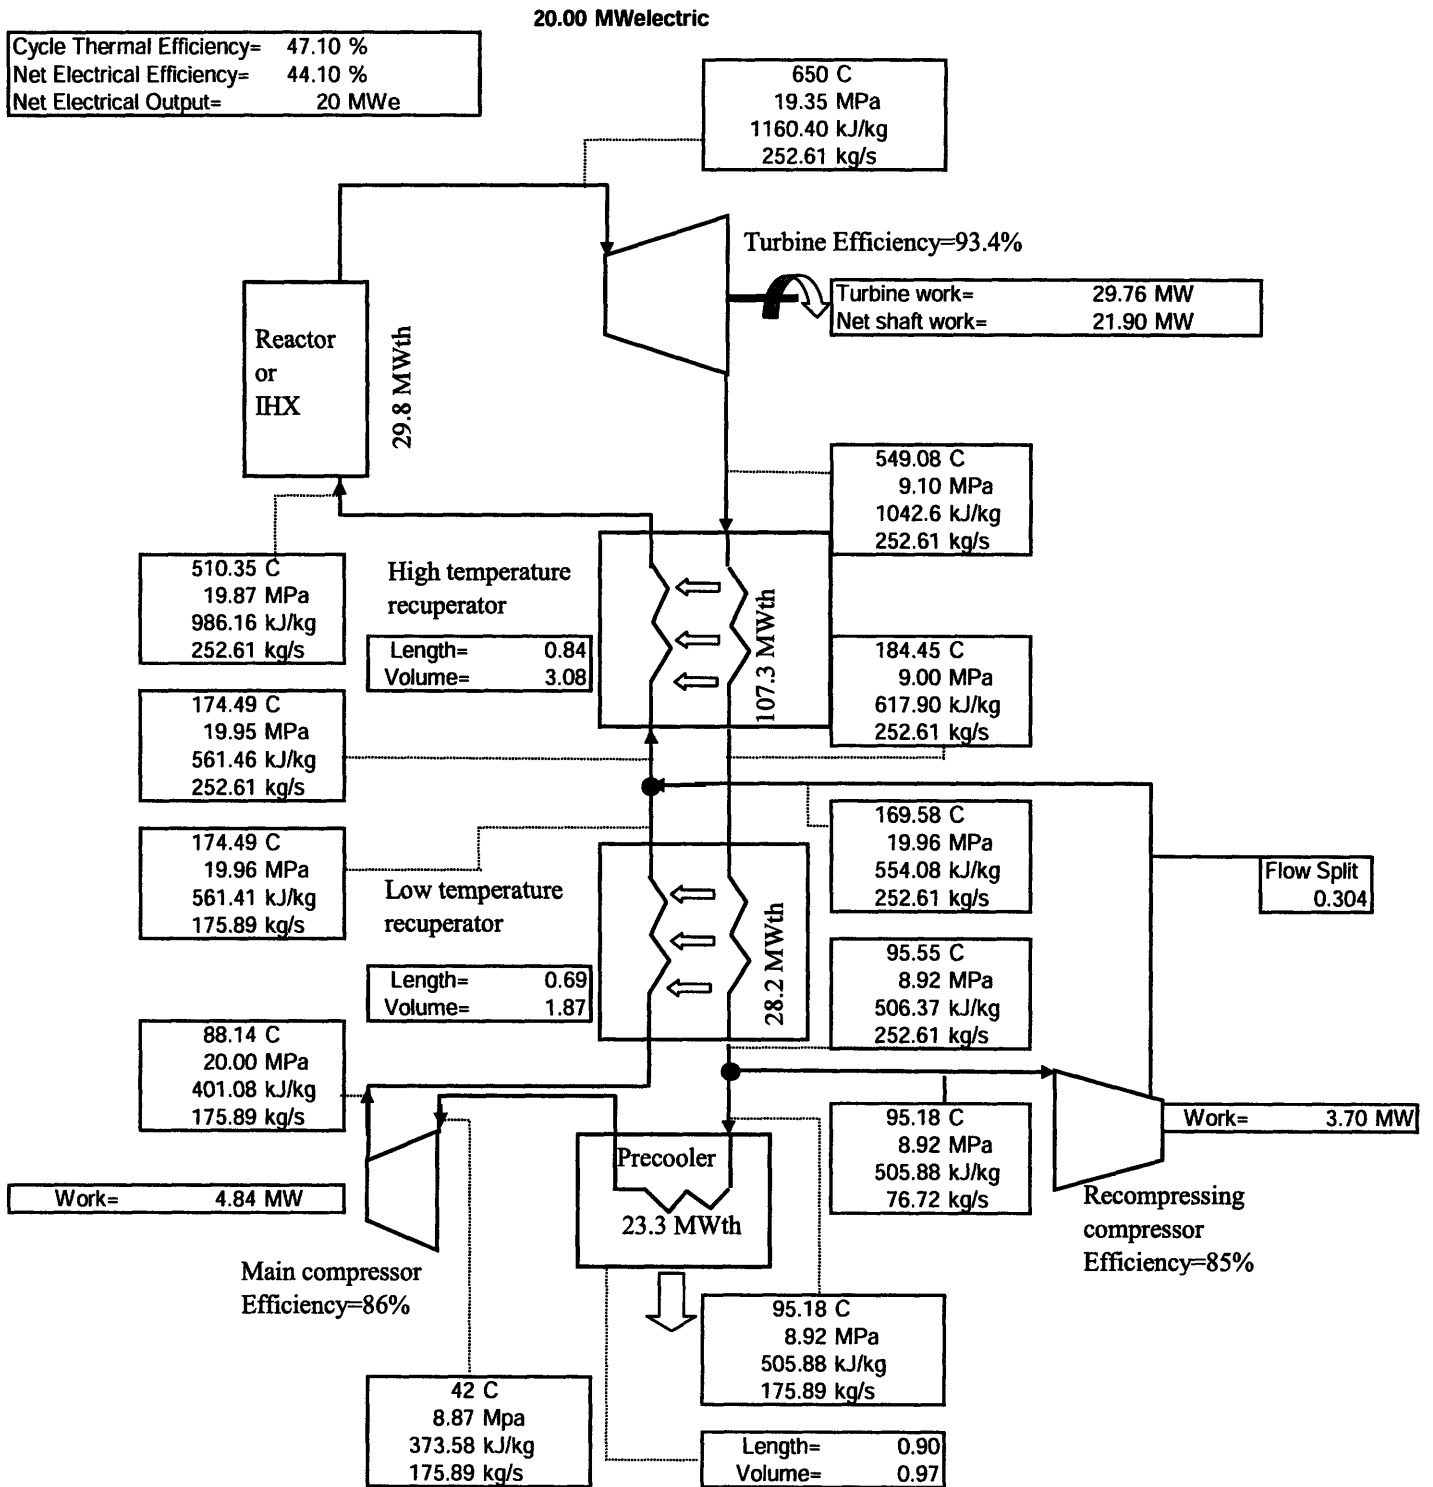 20.00 MWelectric
Cycle Thermal Efficiency= 47.10 %
Net Electrical Efficiency= 44.10 %
Net Electrical Output= 20 MWe
650 C
19.35 MPa
1160.40 kJ/kg
252.61 kg/s
Turbine Efficiency=93.4%
Turbine work= 29.76 MW
Net shaft work= 21.90 MW
Reactor
or
IHX
29.8 MWth
549.08 C
9.10 MPa
1042.6 kJ/kg
252.61 kg/s
510.35 C
19.87 MPa
986.16 kJ/kg
252.61 kg/s
High temperature
recuperator
Length= 0.84
Volume= 3.08
107.3 MWth
184.45 C
9.00 MPa
617.90 kJ/kg
252.61 kg/s
174.49 C
19.95 MPa
561.46 kJ/kg
252.61 kg/s
169.58 C
19.96 MPa
554.08 kJ/kg
252.61 kg/s
Flow Split
0.304
174.49 C
19.96 MPa
561.41 kJ/kg
175.89 kg/s
Low temperature
recuperator
Length= 0.69
Volume= 1.87
28.2 MWth
95.55 C
8.92 MPa
506.37 kJ/kg
252.61 kg/s
88.14 C
20.00 MPa
401.08 kJ/kg
175.89 kg/s
95.18 C
8.92 MPa
505.88 kJ/kg
76.72 kg/s
Work= 3.70 MW
Precooler
23.3 MWth
Work= 4.84 MW
Recompressing
compressor
Efficiency=85%
Main compressor
Efficiency=86%
95.18 C
8.92 MPa
505.88 kJ/kg
175.89 kg/s
42 C
8.87 Mpa
373.58 kJ/kg
175.89 kg/s
Length= 0.90
Volume= 0.97